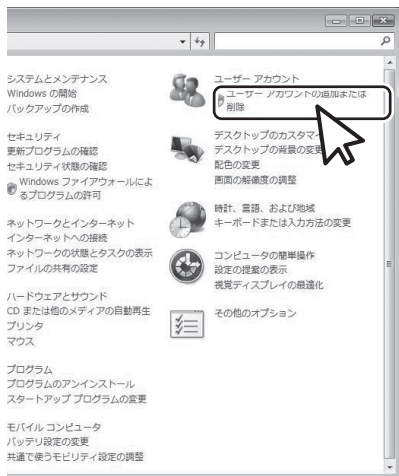 システムとメンテナンス
Windows の開始
バックアップの作成
セキュリティ
更新プログラムの確認
セキュリティ状態の確認
Windows ファイアウォールによ
るプログラムの許可
ネットワークとインターネット
インターネットへの接続
ネットワークの状態とタスクの表示
ファイルの共有の設定
ハードウェアとサウンド
CD または他のメディアの自動再生
プリンタ
マウス
プログラム
プログラムのアンインストール
スタートアップ プログラムの変更
モバイル コンピュータ
バッテリ設定の変更
共通で使うモビリティ設定の調整
ユーザー アカウント
ユーザー アカウントの追加または
削除
デスクトップのカスタマ
デスクトップの背景の変更
配色の変更
画面の解像度の調整
時計、言語、および地域
キーボードまたは入力方法の変更
コンピュータの簡単操作
設定の提案の表示
視覚ディスプレイの最適化
その他のオプション